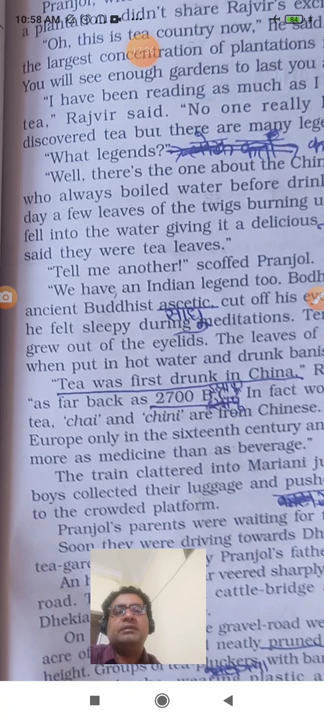 Pranjol, w
10:58 AM
a plant didn't share Rajvir's exci
"Oh, this is tea country now," he said
the largest concentration of plantations
You will see enough gardens to last you
"I have been reading as much as I
tea," Rajvir said. "No one really
discovered tea but there are many lege
"What legends?"
"Well, there's the one about the Chin
who always boiled water before drin
day a few leaves of the twigs burning u
fell into the water giving it a delicious
said they were tea leaves."
"Tell me another!" scoffed Pranjol.
"We have an Indian legend too. Bodh
ancient Buddhist ascetic, cut off his ey
साधु
he felt sleepy during meditations. Te
grew out of the eyelids. The leaves of
when put in hot water and drunk banis
"Tea was first drunk in China," R
"as far back as 2700 B.C.! In fact wo
tea, 'chai' and 'chini' are from Chinese.
Europe only in the sixteenth century an
more as medicine than as beverage."
The train clattered into Mariani ju
boys collected their luggage and push
to the crowded platform.
Pranjol's parents were waiting for
Soon they were driving towards Dh
tea-gar y Pranjol's fathe
An r veered sharply
road. cattle-bridge
Dhekia
On e gravel-road we
acre of neatly pruned
height. Groups of tea pluckers, with bam
plastic a